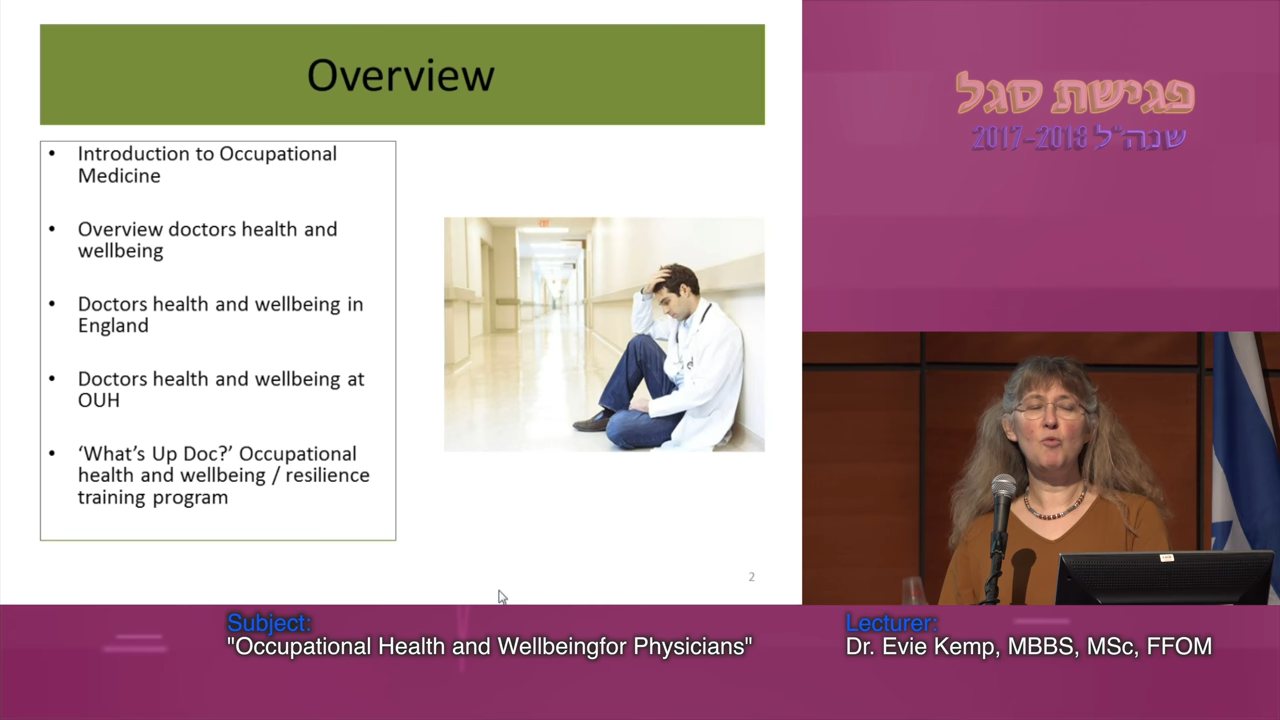 Overview
• Introduction to Occupational
Medicine
• Overview doctors health and
wellbeing
• Doctors health and wellbeing in
England
• Doctors health and wellbeing at
OUH
• ‘What’s Up Doc?’ Occupational
health and wellbeing / resilience
training program
2
פגישת סגל
שנה"ל 2017-2018
Subject:
"Occupational Health and Wellbeingfor Physicians"
Lecturer:
Dr. Evie Kemp, MBBS, MSc, FFOM